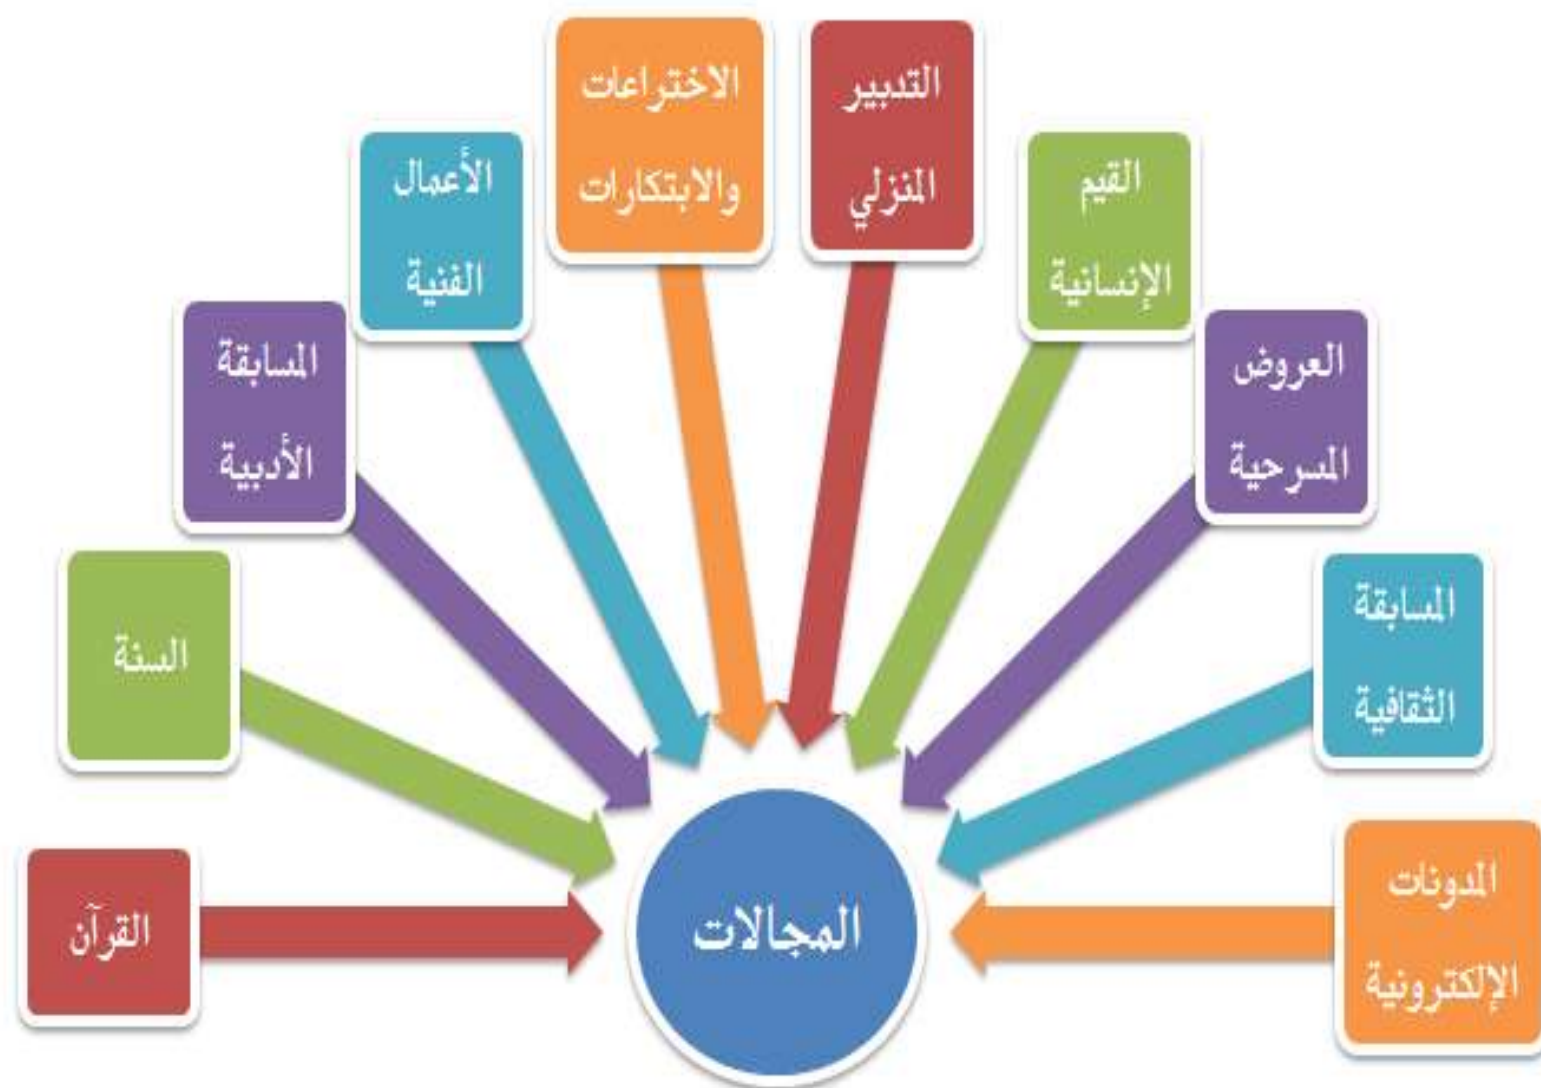 التدبير
المنزلي
الاختراعات
والابتكارات
القيم
الإنسانية
الأعمال
الفنية
العروض
المسرحية
المسابقة
الأدبية
المسابقة
الثقافية
السنة
المدونات
الإلكترونية
القرآن
المجالات